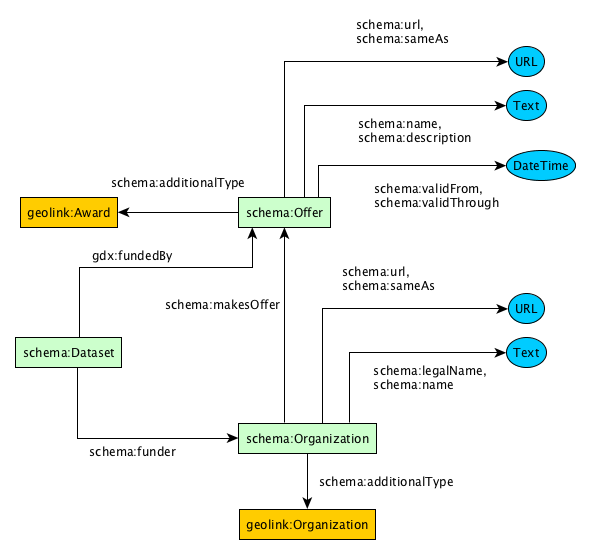 schema:url,
schema:sameAs
URL
Text
schema:name,
schema:description
DateTime
schema:additionalType
schema:validFrom,
schema:validThrough
geolink:Award
schema:Offer
gdx:fundedBy
schema:url,
schema:sameAs
schema:makesOffer
URL
schema:Dataset
Text
schema:legalName,
schema:name
schema:Organization
schema:funder
schema:additionalType
geolink:Organization